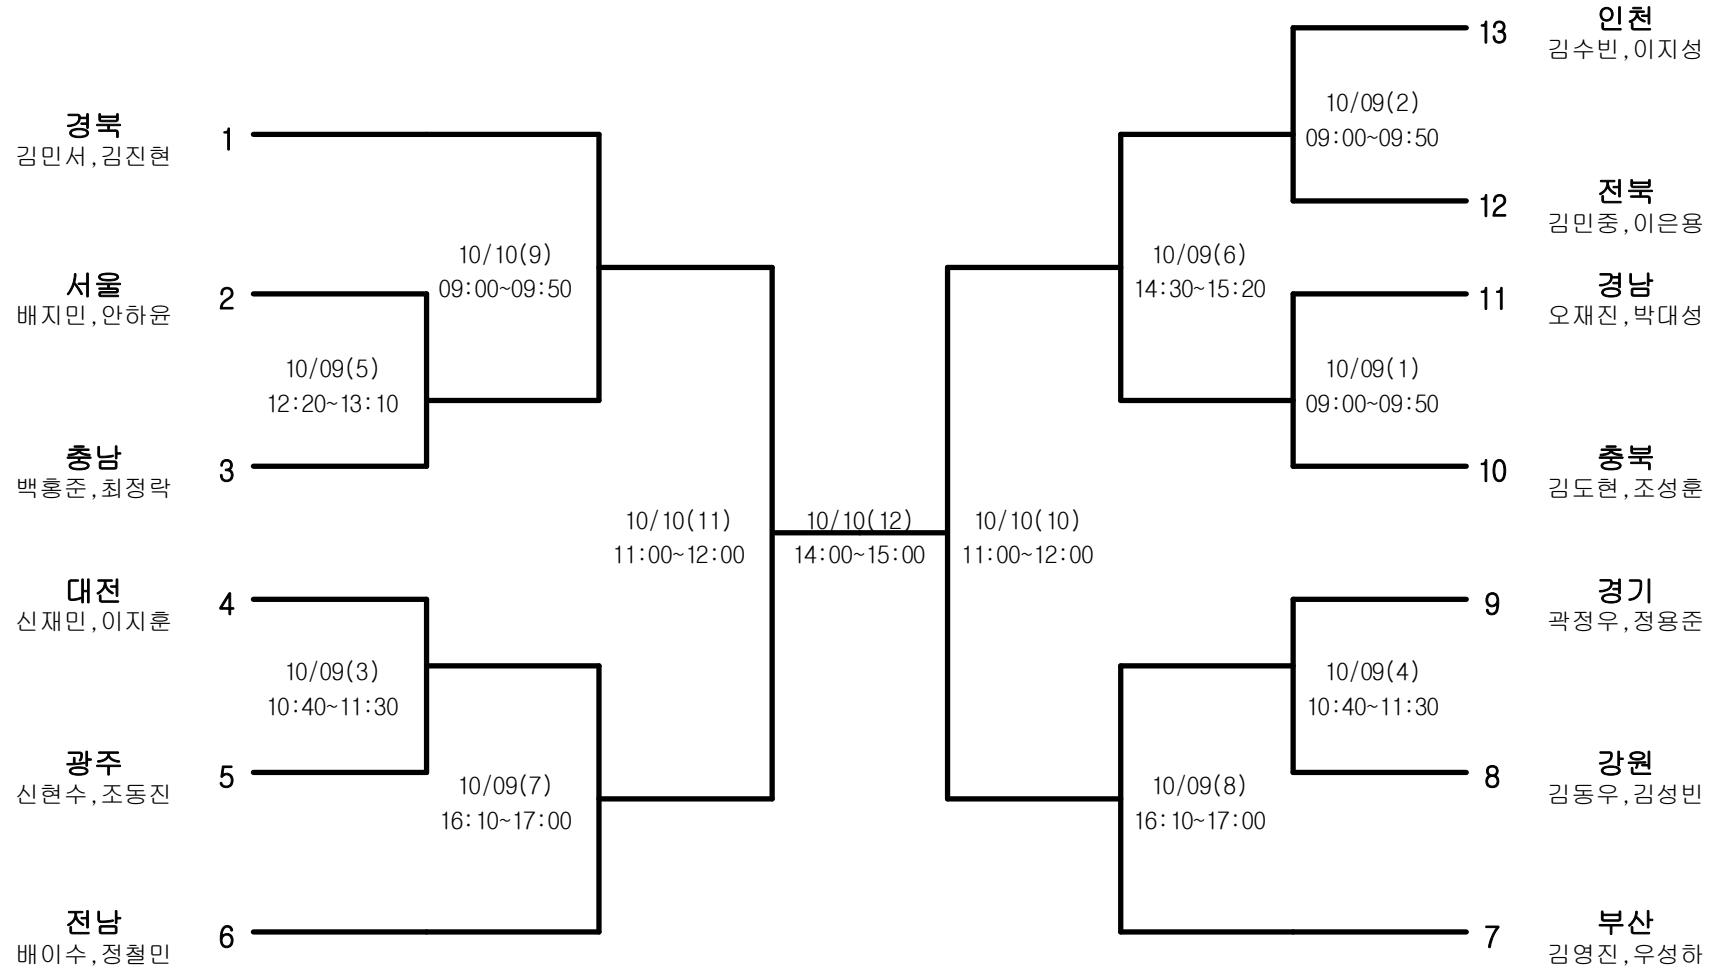 경북
김민서,김진현
1
서울
배지민,안하윤
2
충남
백홍준,최정락
3
대전
신재민,이지훈
4
광주
신현수,조동진
5
전남
배이수,정철민
6
10/09(5)
12:20~13:10
10/09(3)
10:40~11:30
10/10(9)
09:00~09:50
10/09(7)
16:10~17:00
10/10(11)
11:00~12:00
10/10(12)
14:00~15:00
10/10(10)
11:00~12:00
10/09(6)
14:30~15:20
10/09(8)
16:10~17:00
10/09(2)
09:00~09:50
10/09(1)
09:00~09:50
10/09(4)
10:40~11:30
13
인천
김수빈,이지성
12
전북
김민중,이은용
11
경남
오재진,박대성
10
충북
김도현,조성훈
9
경기
곽정우,정용준
8
강원
김동우,김성빈
7
부산
김영진,우성하